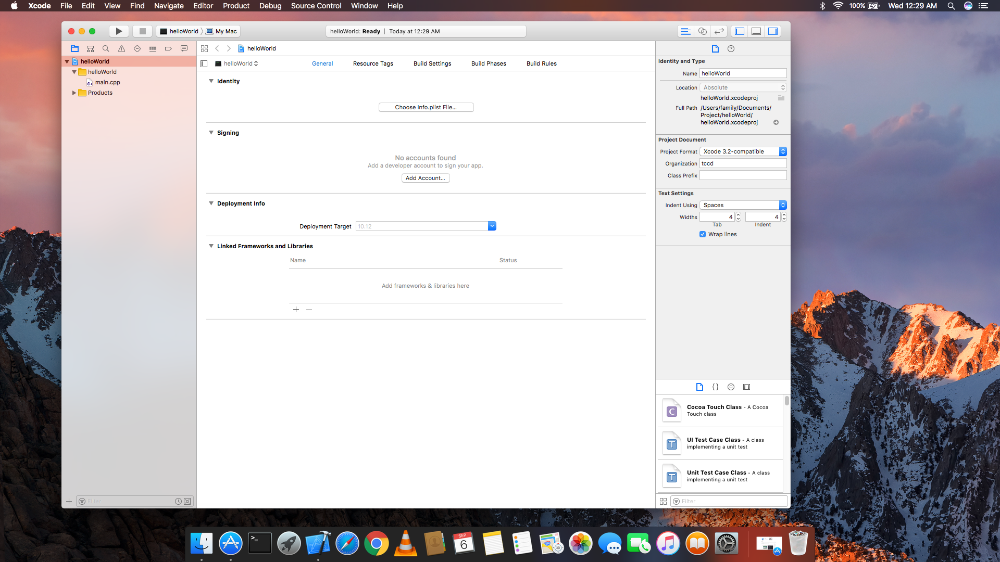 Xcode File Edit View Find Navigate Editor Product Debug Source Control Window Help 100% Wed 12:29 AM
helloWorld My Mac helloWorld: Ready | Today at 12:29 AM
helloWorld
helloWorld
helloWorld
main.cpp
Products
helloWorld General Resource Tags Build Settings Build Phases Build Rules
Identity
Choose Info.plist File...
Signing
No accounts found
Add a developer account to sign your app.
Add Account...
Deployment Info
Deployment Target 10.12
Linked Frameworks and Libraries
Name Status
Add frameworks & libraries here
Filter
Identity and Type
Name helloWorld
Location Absolute
helloWorld.xcodeproj
Full Path /Users/family/Documents/
Project/helloWorld/
helloWorld.xcodeproj
Project Document
Project Format Xcode 3.2-compatible
Organization tccd
Class Prefix
Text Settings
Indent Using Spaces
Widths 4 4
Tab Indent
Wrap lines
{}
C
Cocoa Touch Class - A Cocoa
Touch class
T
UI Test Case Class - A class
implementing a unit test
T
Unit Test Case Class - A class
implementing a unit test
Filter
SEP
6